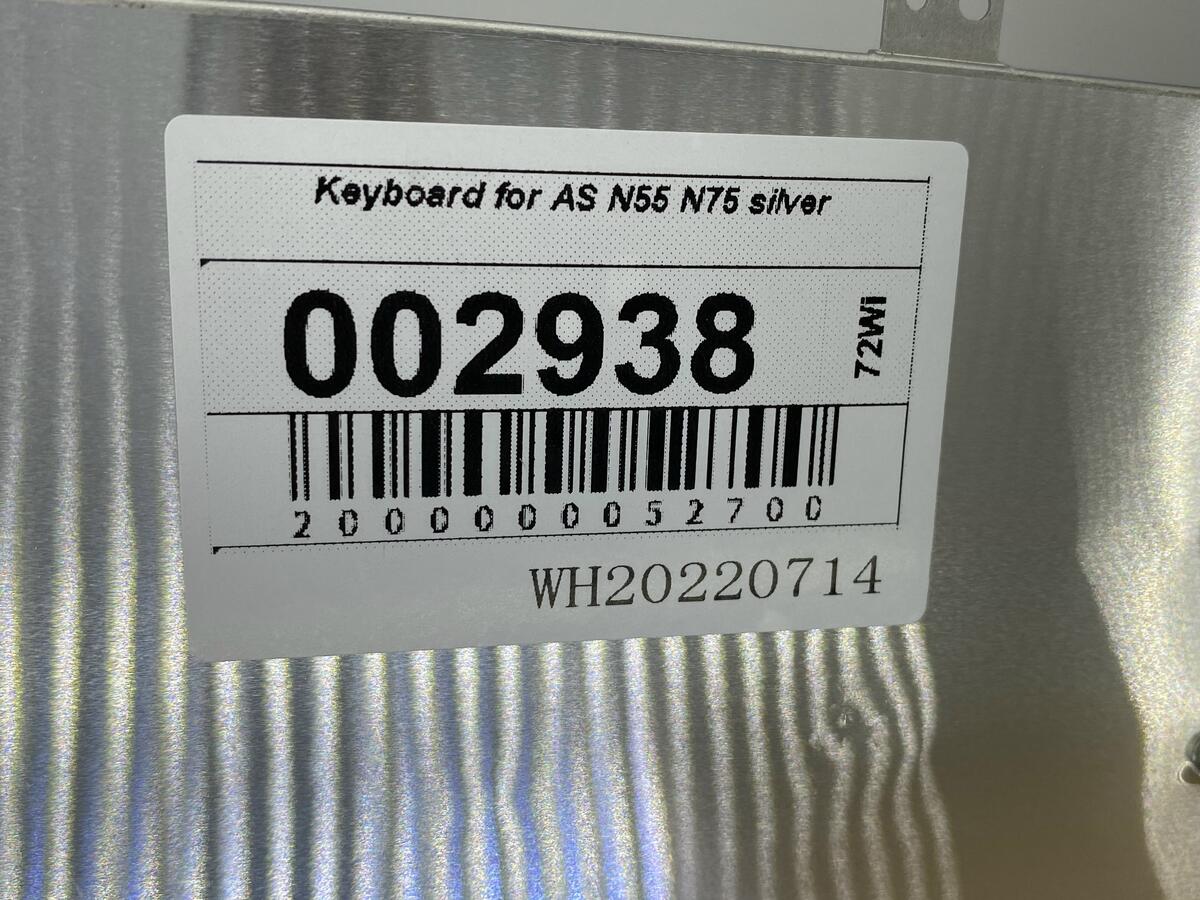 Keyboard for AS N55 N75 silver
002938
72Wi
2000000052700
WH20220714